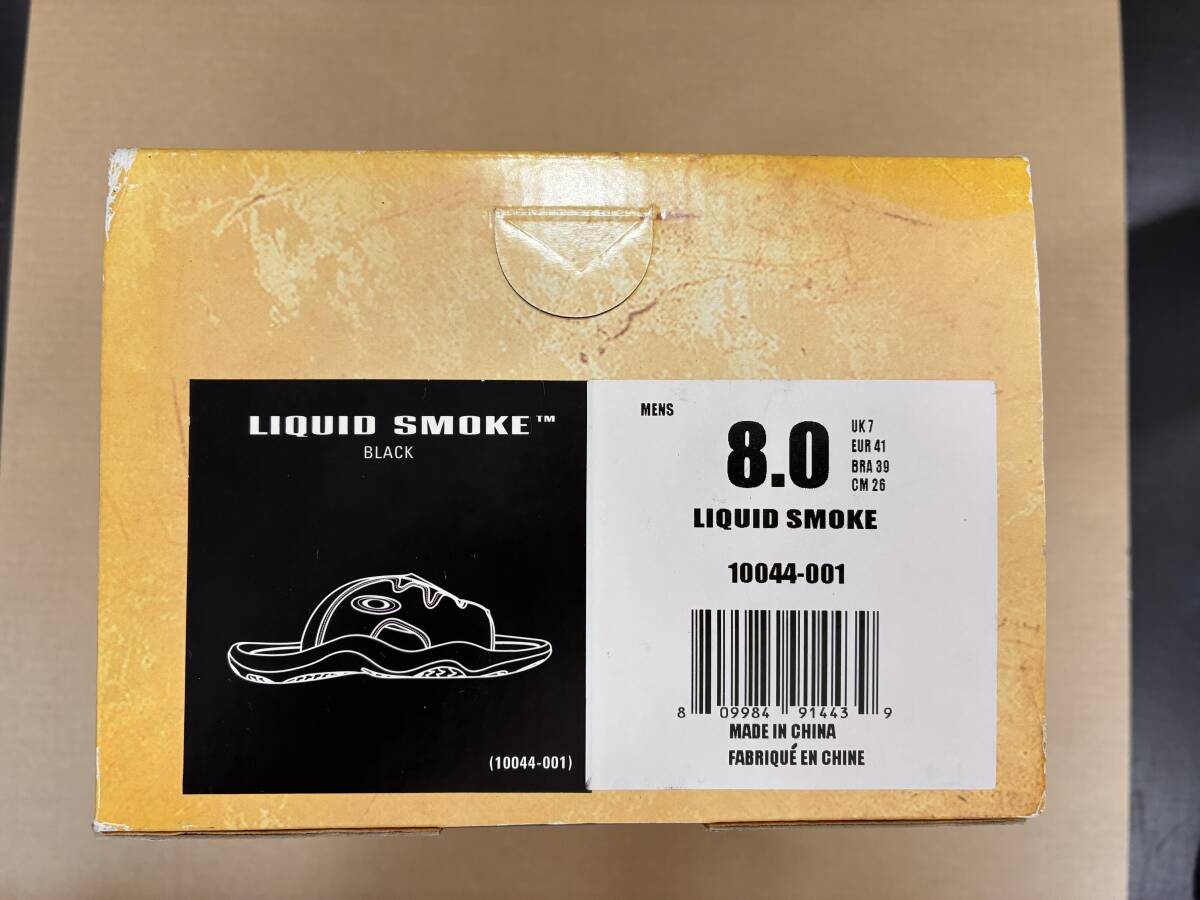 LIQUID SMOKE™
BLACK
(10044-001)
MENS
8.0
UK 7
EUR 41
BRA 39
CM 26
LIQUID SMOKE
10044-001
8 09984 91443 9
MADE IN CHINA
FABRIQUÉ EN CHINE